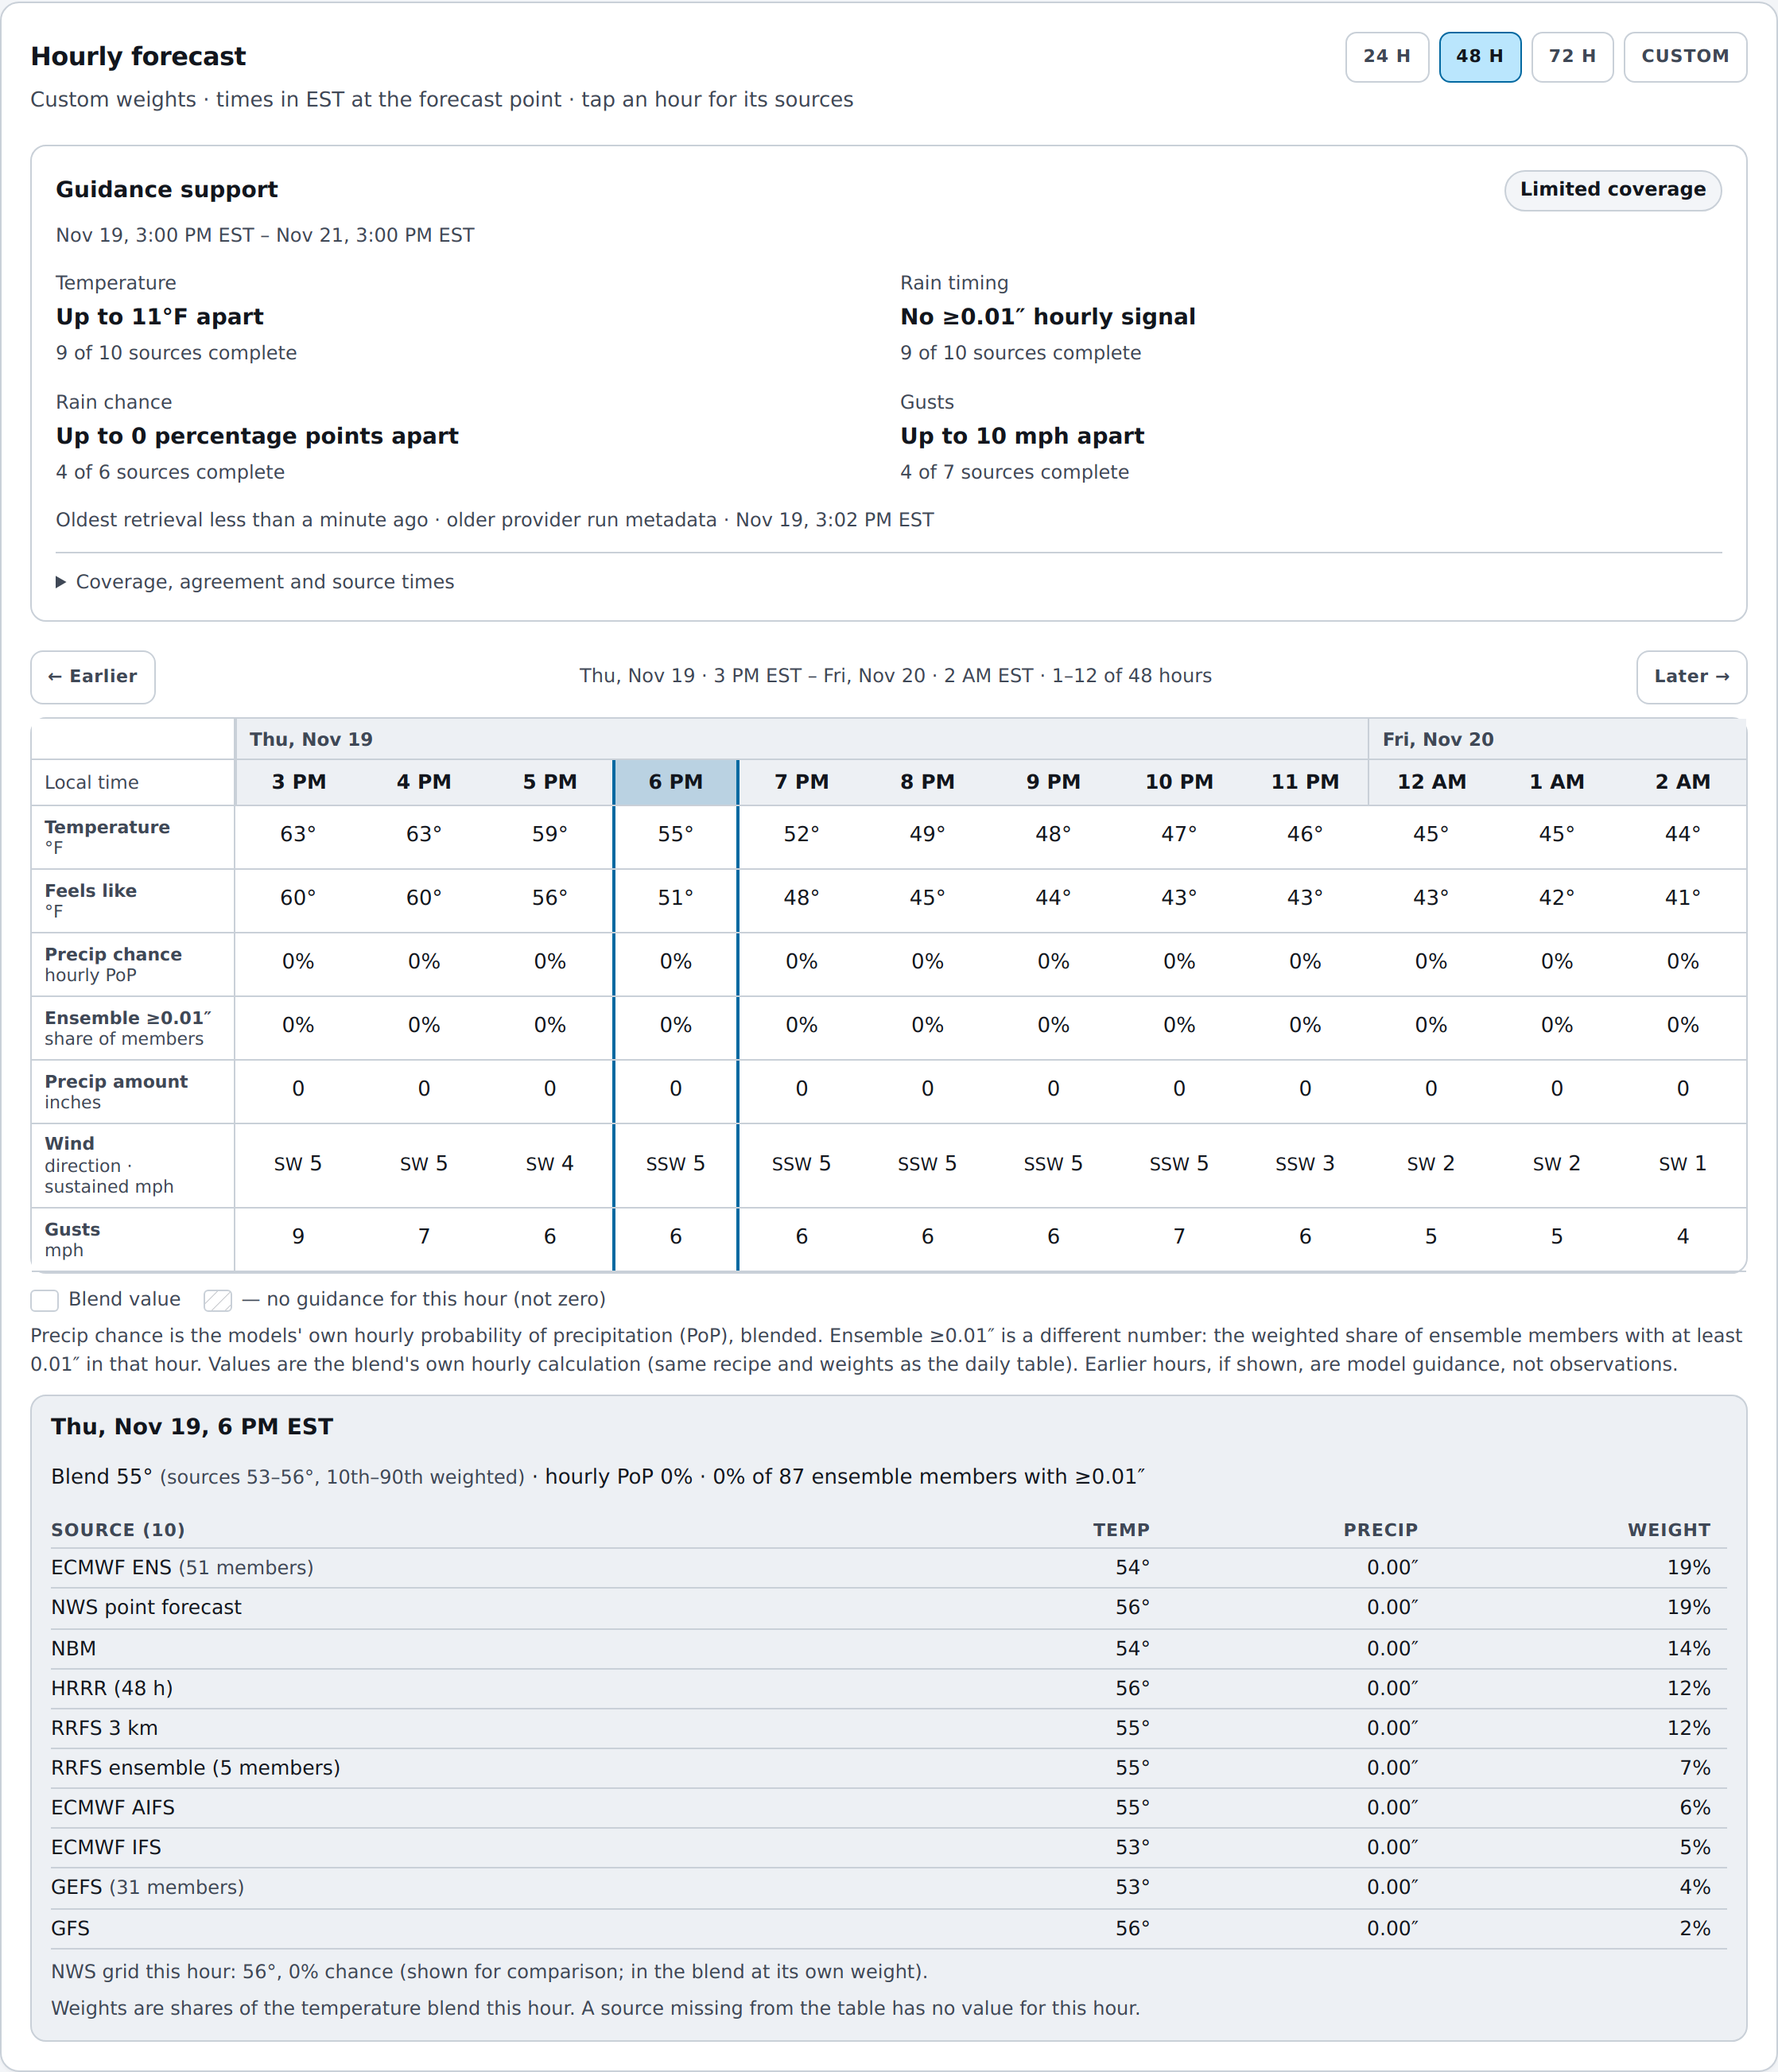 Hourly forecast
24 H 48 H 72 H CUSTOM
Custom weights · times in EST at the forecast point · tap an hour for its sources
Guidance support
Limited coverage
Nov 19, 3:00 PM EST – Nov 21, 3:00 PM EST
Temperature
Up to 11°F apart
9 of 10 sources complete
Rain timing
No ≥0.01″ hourly signal
9 of 10 sources complete
Rain chance
Up to 0 percentage points apart
4 of 6 sources complete
Gusts
Up to 10 mph apart
4 of 7 sources complete
Oldest retrieval less than a minute ago · older provider run metadata · Nov 19, 3:02 PM EST
▶ Coverage, agreement and source times
← Earlier
Thu, Nov 19 · 3 PM EST – Fri, Nov 20 · 2 AM EST · 1–12 of 48 hours
Later →
Thu, Nov 19 Fri, Nov 20
Local time 3 PM 4 PM 5 PM 6 PM 7 PM 8 PM 9 PM 10 PM 11 PM 12 AM 1 AM 2 AM
Temperature
°F
63° 63° 59° 55° 52° 49° 48° 47° 46° 45° 45° 44°
Feels like
°F
60° 60° 56° 51° 48° 45° 44° 43° 43° 43° 42° 41°
Precip chance
hourly PoP
0% 0% 0% 0% 0% 0% 0% 0% 0% 0% 0% 0%
Ensemble ≥0.01″
share of members
0% 0% 0% 0% 0% 0% 0% 0% 0% 0% 0% 0%
Precip amount
inches
0 0 0 0 0 0 0 0 0 0 0 0
Wind
direction ·
sustained mph
SW 5 SW 5 SW 4 SSW 5 SSW 5 SSW 5 SSW 5 SSW 5 SSW 3 SW 2 SW 2 SW 1
Gusts
mph
9 7 6 6 6 6 6 7 6 5 5 4
Blend value — no guidance for this hour (not zero)
Precip chance is the models' own hourly probability of precipitation (PoP), blended. Ensemble ≥0.01″ is a different number: the weighted share of ensemble members with at least
0.01″ in that hour. Values are the blend's own hourly calculation (same recipe and weights as the daily table). Earlier hours, if shown, are model guidance, not observations.
Thu, Nov 19, 6 PM EST
Blend 55° (sources 53–56°, 10th–90th weighted) · hourly PoP 0% · 0% of 87 ensemble members with ≥0.01″
SOURCE (10) TEMP PRECIP WEIGHT
ECMWF ENS (51 members) 54° 0.00″ 19%
NWS point forecast 56° 0.00″ 19%
NBM 54° 0.00″ 14%
HRRR (48 h) 56° 0.00″ 12%
RRFS 3 km 55° 0.00″ 12%
RRFS ensemble (5 members) 55° 0.00″ 7%
ECMWF AIFS 55° 0.00″ 6%
ECMWF IFS 53° 0.00″ 5%
GEFS (31 members) 53° 0.00″ 4%
GFS 56° 0.00″ 2%
NWS grid this hour: 56°, 0% chance (shown for comparison; in the blend at its own weight).
Weights are shares of the temperature blend this hour. A source missing from the table has no value for this hour.